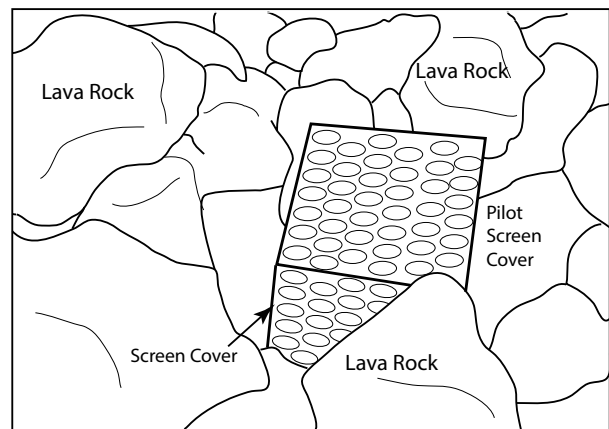 Lava Rock
Lava Rock
Pilot
Screen
Cover
Screen Cover
Lava Rock